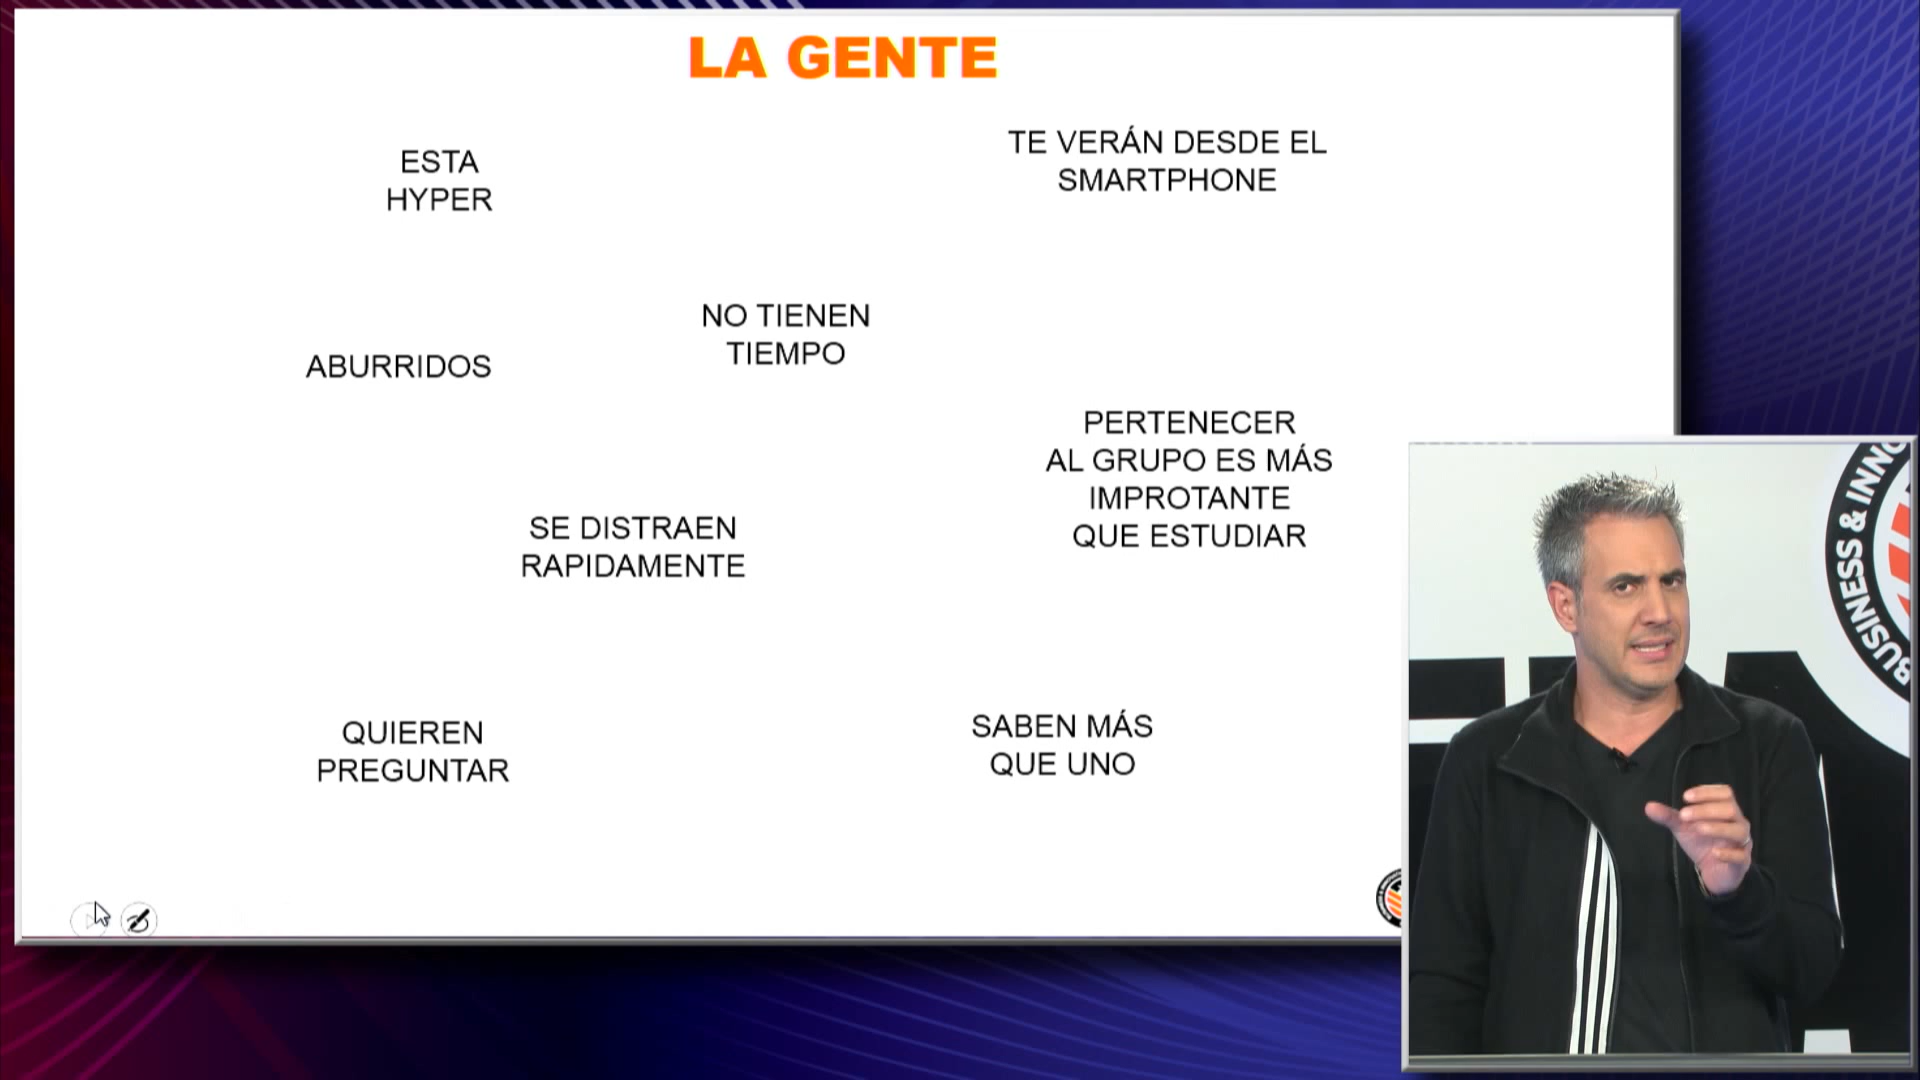 LA GENTE
ESTA
HYPER
TE VERÁN DESDE EL
SMARTPHONE
NO TIENEN
TIEMPO
ABURRIDOS
PERTENECER
AL GRUPO ES MÁS
IMPROTANTE
QUE ESTUDIAR
SE DISTRAEN
RAPIDAMENTE
QUIEREN
PREGUNTAR
SABEN MÁS
QUE UNO
BUSINESS & INNO